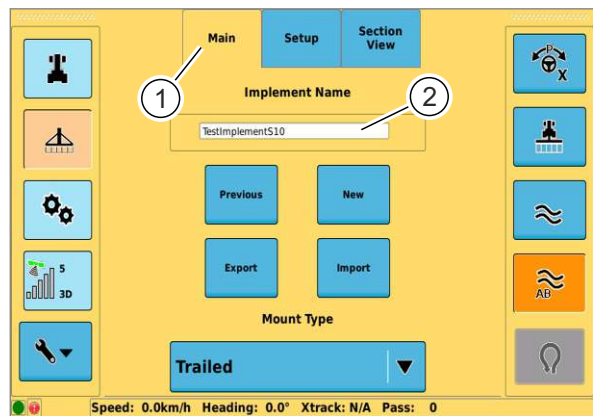 Main
Setup
Section
View
P
X
1
Implement Name
2
TestImplementS10
Previous
New
Export
Import
5
3D
AB
Mount Type
Trailed
Speed: 0.0km/h Heading: 0.0° Xtrack: N/A Pass: 0